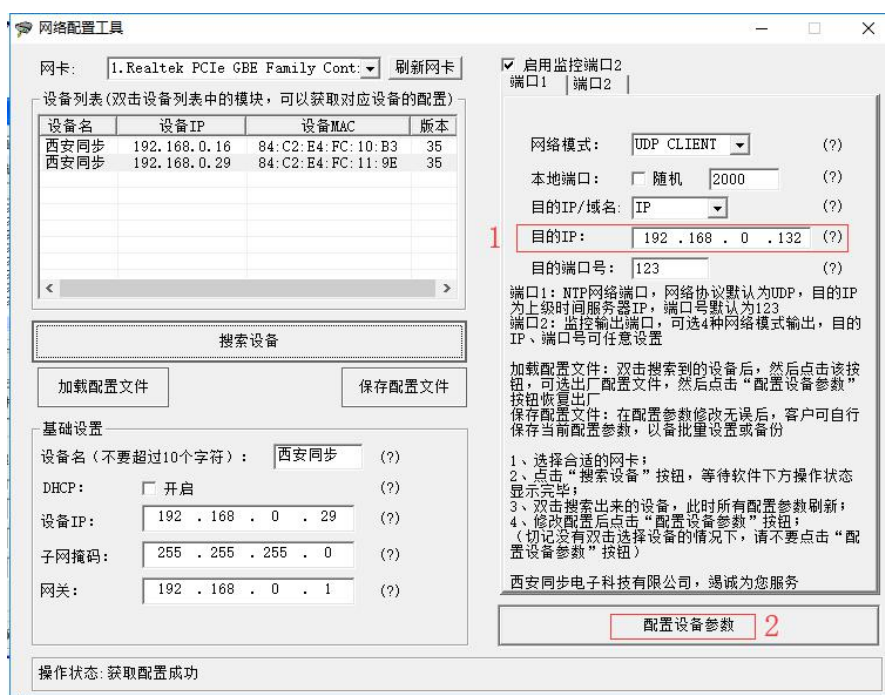 网络配置工具
网卡: 1.Realtek PCIe GBE Family Cont: 刷新网卡
设备列表(双击设备列表中的模块，可以获取对应设备的配置)
设备名 设备IP 设备MAC 版本
西安同步 192.168.0.16 84:C2:E4:FC:10:B3 35
西安同步 192.168.0.29 84:C2:E4:FC:11:9E 35
搜索设备
加载配置文件 保存配置文件
基础设置
设备名(不要超过10个字符): 西安同步 (?)
DHCP: 开启 (?)
设备IP: 192 . 168 . 0 . 29 (?)
子网掩码: 255 . 255 . 255 . 0 (?)
网关: 192 . 168 . 0 . 1 (?)
启用监控端口2
端口1 端口2
网络模式: UDP CLIENT (?)
本地端口: 随机 2000 (?)
目的IP/域名: IP (?)
1 目的IP: 192 . 168 . 0 . 132 (?)
目的端口号: 123 (?)
端口1: NTP网络端口，网络协议默认为UDP，目的IP
为上级时间服务器IP，端口号默认为123
端口2: 监控输出端口，可选4种网络模式输出，目的
IP、端口号可任意设置
加载配置文件: 双击搜索到的设备后，然后点击该按
钮，可选出厂配置文件，然后点击“配置设备参数”
按钮恢复出厂
保存配置文件: 在配置参数修改无误后，客户可自行
保存当前配置参数，以备批量设置或备份
1、选择合适的网卡;
2、点击“搜索设备”按钮，等待软件下方操作状态
显示完毕;
3、双击搜索出来的设备，此时所有配置参数刷新;
4、修改配置后点击“配置设备参数”按钮;
(切记没有双击选择设备的情况下，请不要点击“配
置设备参数”按钮)
西安同步电子科技有限公司，竭诚为您服务
配置设备参数 2
操作状态:获取配置成功